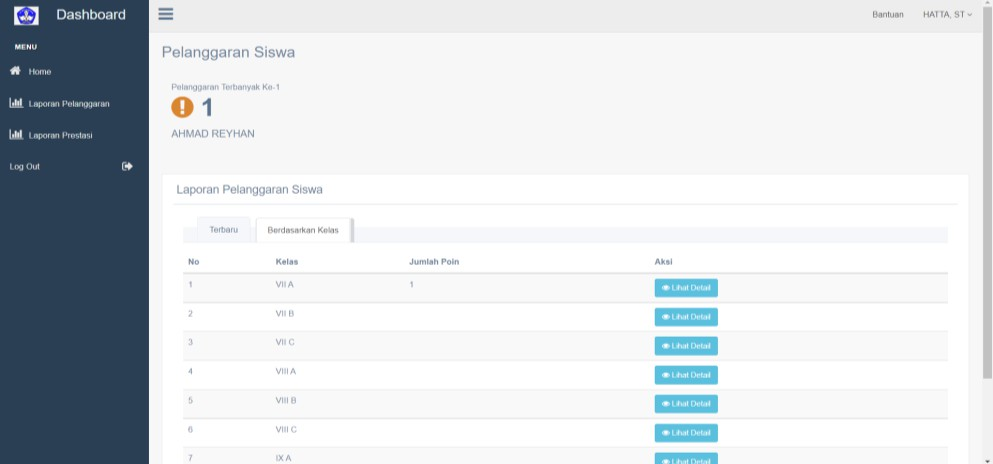 Dashboard
Bantuan
HATTA, ST
MENU
Home
Laporan Pelanggaran
Laporan Prestasi
Log Out
Pelanggaran Siswa
Pelanggaran Terbanyak Ke-1
1
AHMAD REYHAN
Laporan Pelanggaran Siswa
Terbaru Berdasarkan Kelas
No Kelas Jumlah Poin Aksi
1 VII A 1 Lihat Detail
2 VII B Lihat Detail
3 VII C Lihat Detail
4 VIII A Lihat Detail
5 VIII B Lihat Detail
6 VIII C Lihat Detail
7 IX A Lihat Detail